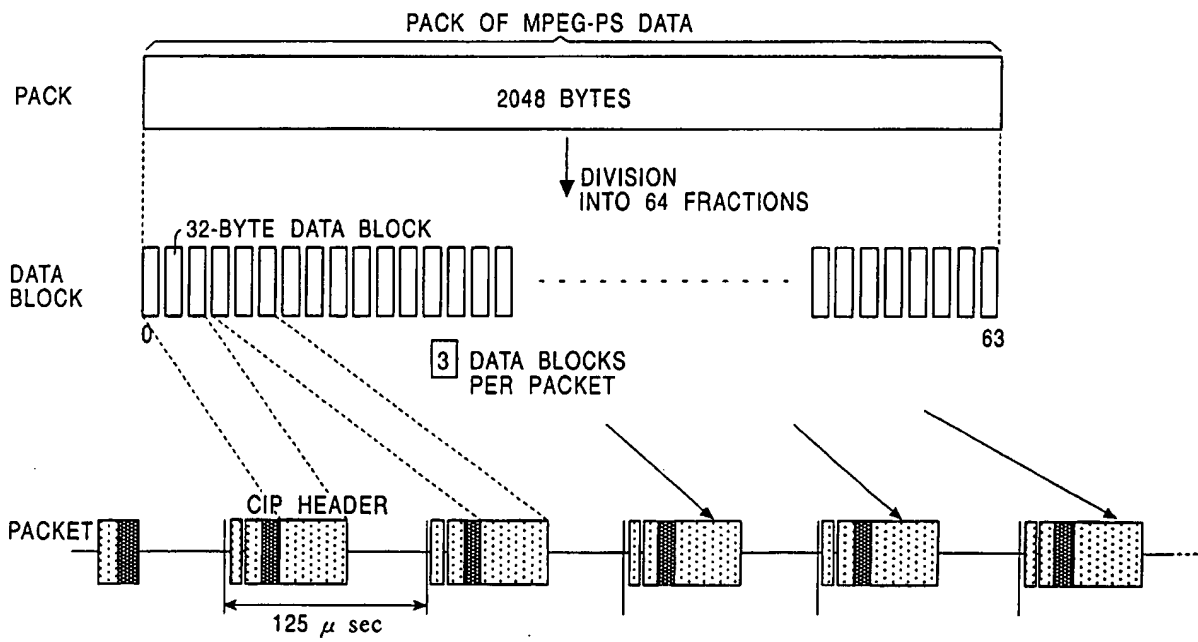 PACK OF MPEG-PS DATA
PACK
2048 BYTES
DIVISION
INTO 64 FRACTIONS
32-BYTE DATA BLOCK
DATA
BLOCK
0
63
3 DATA BLOCKS
PER PACKET
CIP HEADER
PACKET
125 μ sec